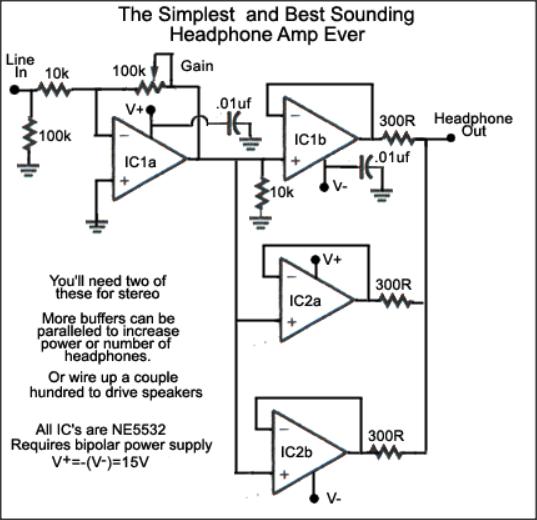 The Simplest and Best Sounding
Headphone Amp Ever
Line
In
10k
100k
Gain
100k
V+
.01uf
−
+
IC1a
−
+
IC1b
300R
Headphone
Out
.01uf
V-
10k
−
+
V+
IC2a
300R
You'll need two of
these for stereo
More buffers can be
paralleled to increase
power or number of
headphones.
Or wire up a couple
hundred to drive speakers
All IC's are NE5532
Requires bipolar power supply
V+=-(V-)=15V
−
+
IC2b
300R
V-